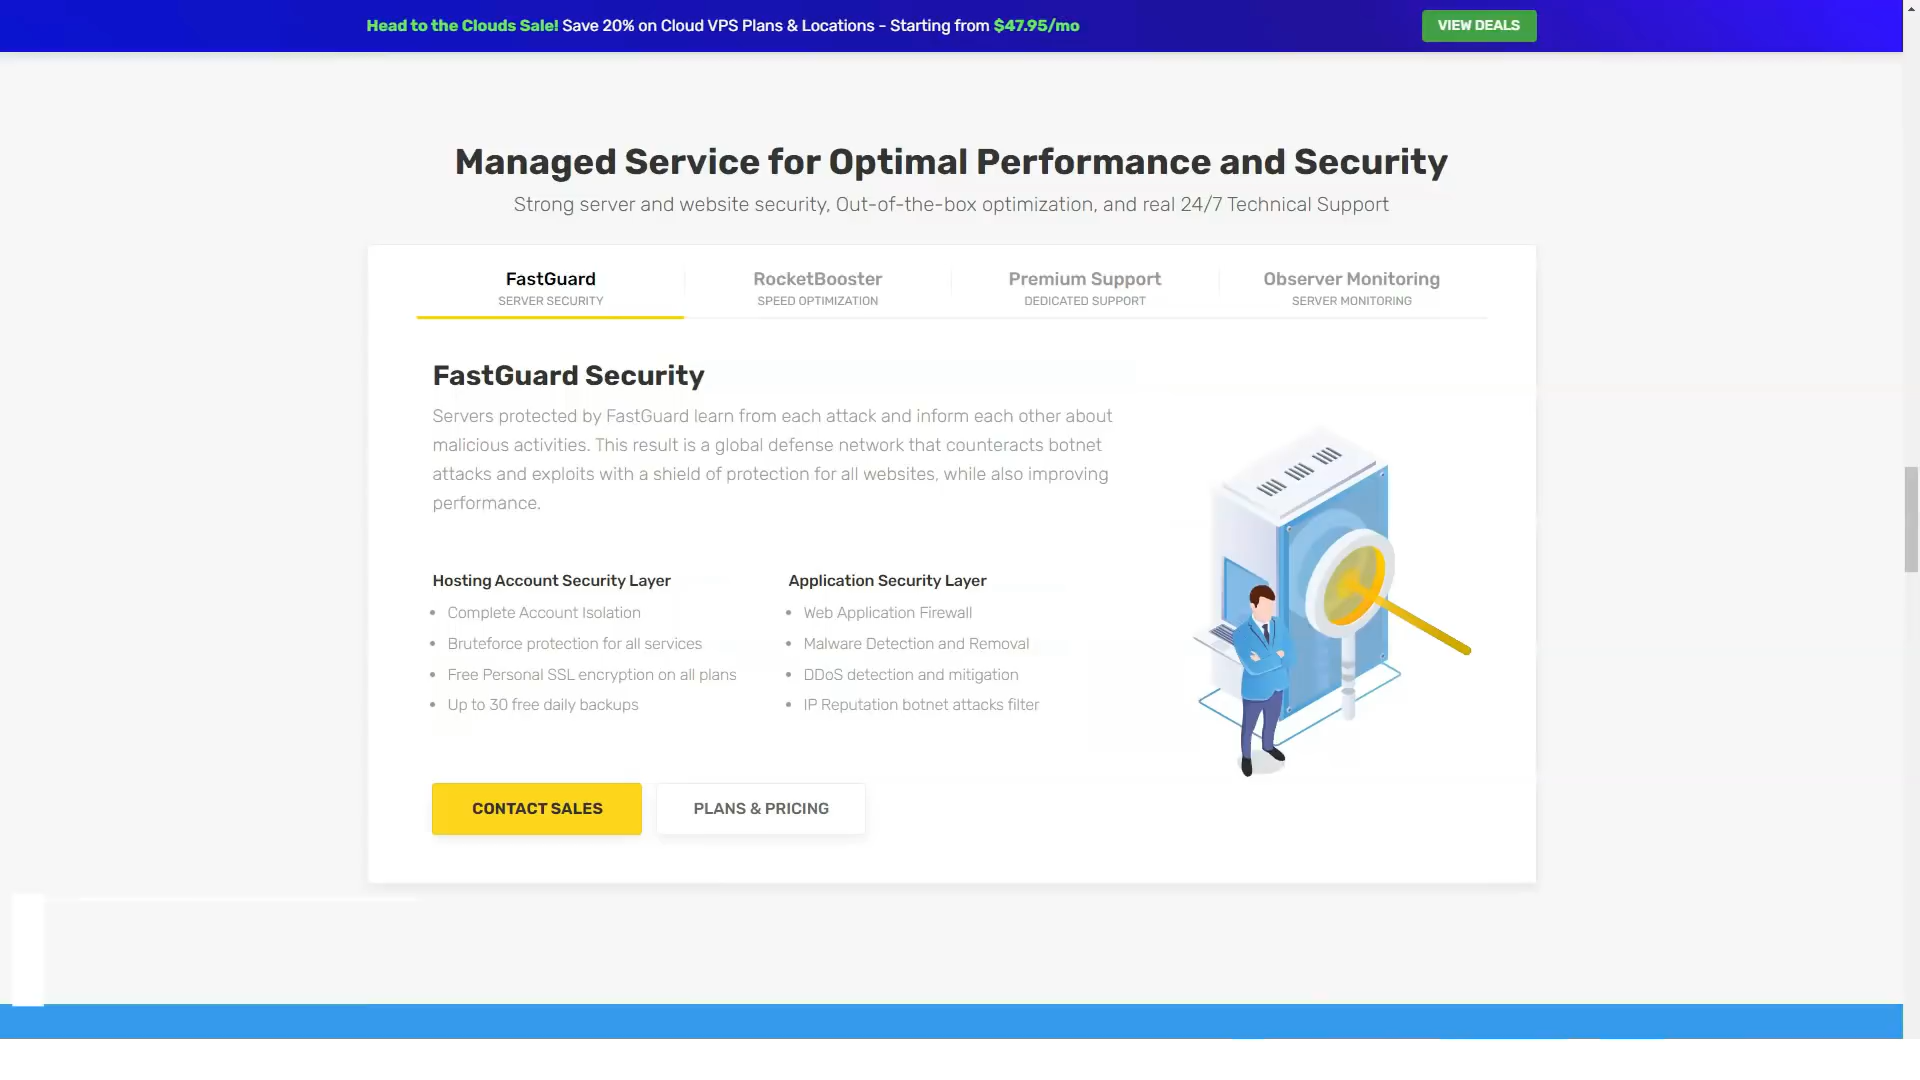 Head to the Clouds Sale! Save 20% on Cloud VPS Plans & Locations - Starting from $47.95/mo
VIEW DEALS
Managed Service for Optimal Performance and Security
Strong server and website security, Out-of-the-box optimization, and real 24/7 Technical Support
FastGuard
SERVER SECURITY
RocketBooster
SPEED OPTIMIZATION
Premium Support
DEDICATED SUPPORT
Observer Monitoring
SERVER MONITORING
FastGuard Security
Servers protected by FastGuard learn from each attack and inform each other about
malicious activities. This result is a global defense network that counteracts botnet
attacks and exploits with a shield of protection for all websites, while also improving
performance.
Hosting Account Security Layer
Complete Account Isolation
Bruteforce protection for all services
Free Personal SSL encryption on all plans
Up to 30 free daily backups
Application Security Layer
Web Application Firewall
Malware Detection and Removal
DDoS detection and mitigation
IP Reputation botnet attacks filter
CONTACT SALES
PLANS & PRICING